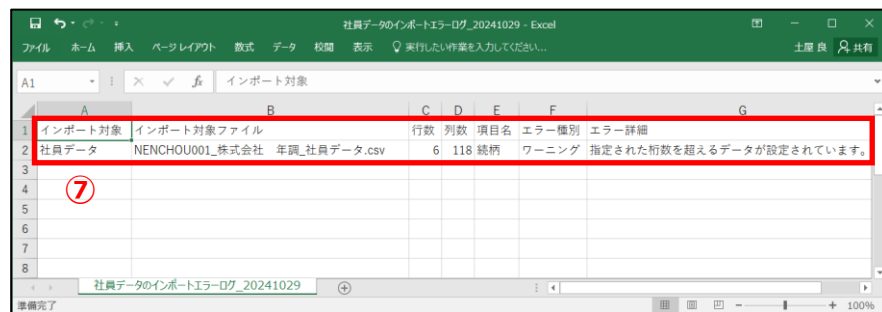 社員データのインポートエラーログ_20241029 - Excel
ファイル ホーム 挿入 ページ レイアウト 数式 データ 校閲 表示 実行したい作業を入力してください... 土屋 良 共有
A1 fx インポート対象
A B C D E F G
1 インポート対象 インポート対象ファイル 行数 列数 項目名 エラー種別 エラー詳細
2 社員データ NENCHOU001_株式会社 年調_社員データ.csv 6 118 続柄 ワーニング 指定された桁数を超えるデータが設定されています。
3
⑦
4
5
6
7
8
社員データのインポートエラーログ_20241029
準備完了 100%